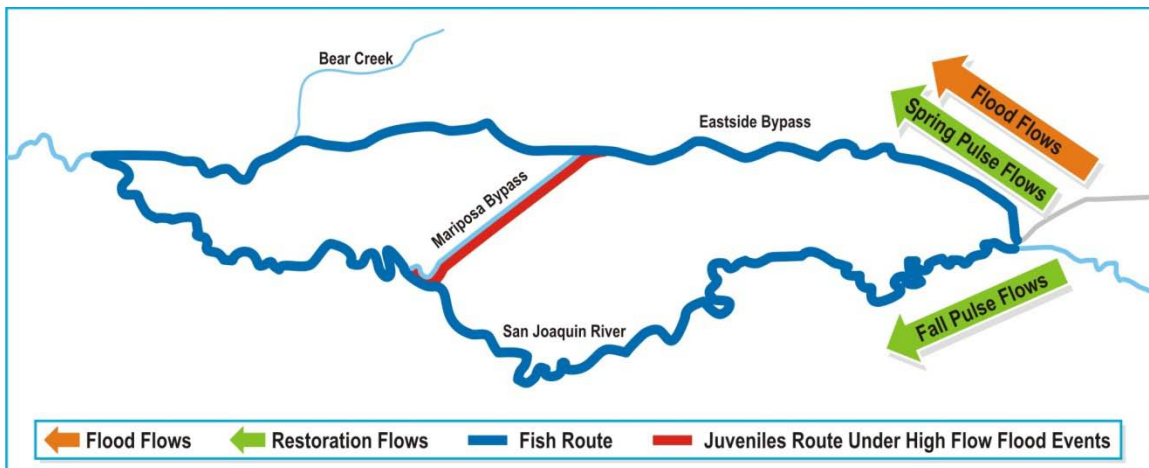 Bear Creek
Eastside Bypass
Flood Flows
Spring Pulse Flows
Mariposa Bypass
Fall Pulse Flows
San Joaquin River
Flood Flows
Restoration Flows
Fish Route
Juveniles Route Under High Flow Flood Events